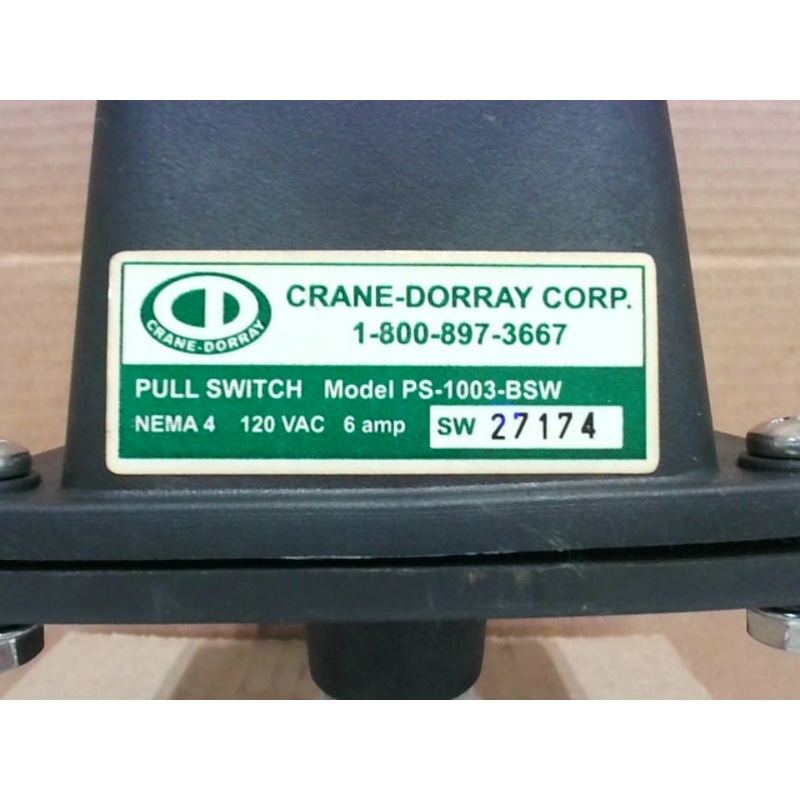 CRANE-DORRAY
CRANE-DORRAY CORP.
1-800-897-3667
PULL SWITCH Model PS-1003-BSW
NEMA 4 120 VAC 6 amp SW 27174